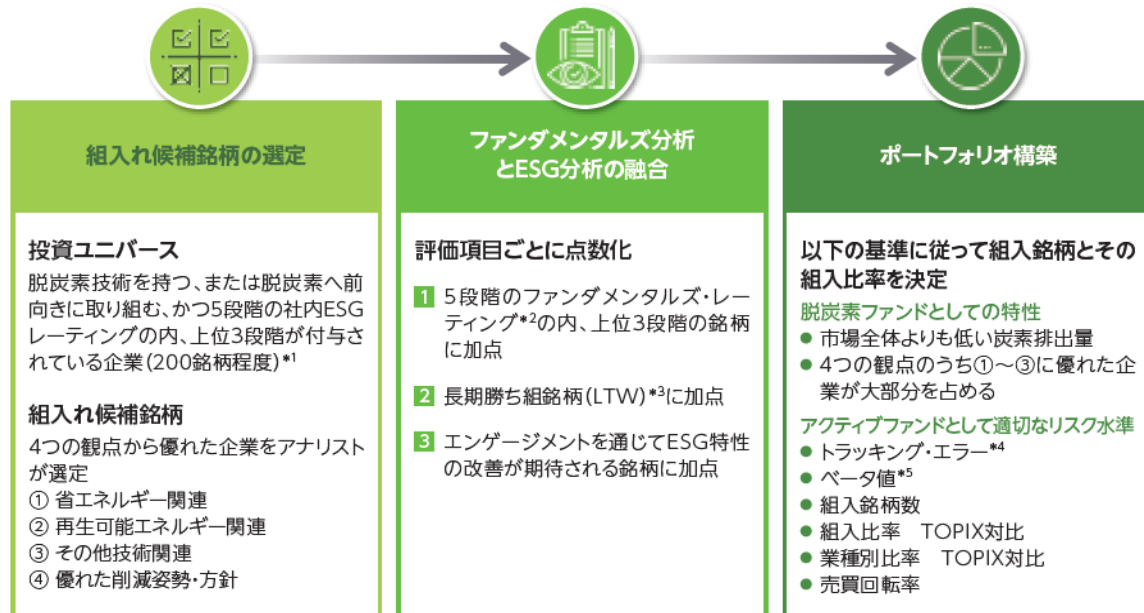 組入れ候補銘柄の選定
投資ユニバース
脱炭素技術を持つ、または脱炭素へ前
向きに取り組む、かつ5段階の社内ESG
レーティングの内、上位3段階が付与さ
れている企業(200銘柄程度)*1
組入れ候補銘柄
4つの観点から優れた企業をアナリスト
が選定
① 省エネルギー関連
② 再生可能エネルギー関連
③ その他技術関連
④ 優れた削減姿勢・方針
ファンダメンタルズ分析
とESG分析の融合
評価項目ごとに点数化
1 5段階のファンダメンタルズ・レー
ティング*2の内、上位3段階の銘柄
に加点
2 長期勝ち組銘柄(LTW)*3に加点
3 エンゲージメントを通じてESG特性
の改善が期待される銘柄に加点
ポートフォリオ構築
以下の基準に従って組入銘柄とその
組入比率を決定
脱炭素ファンドとしての特性
● 市場全体よりも低い炭素排出量
● 4つの観点のうち①～③に優れた企
業が大部分を占める
アクティブファンドとして適切なリスク水準
● トラッキング・エラー*4
● ベータ値*5
● 組入銘柄数
● 組入比率 TOPIX対比
● 業種別比率 TOPIX対比
● 売買回転率